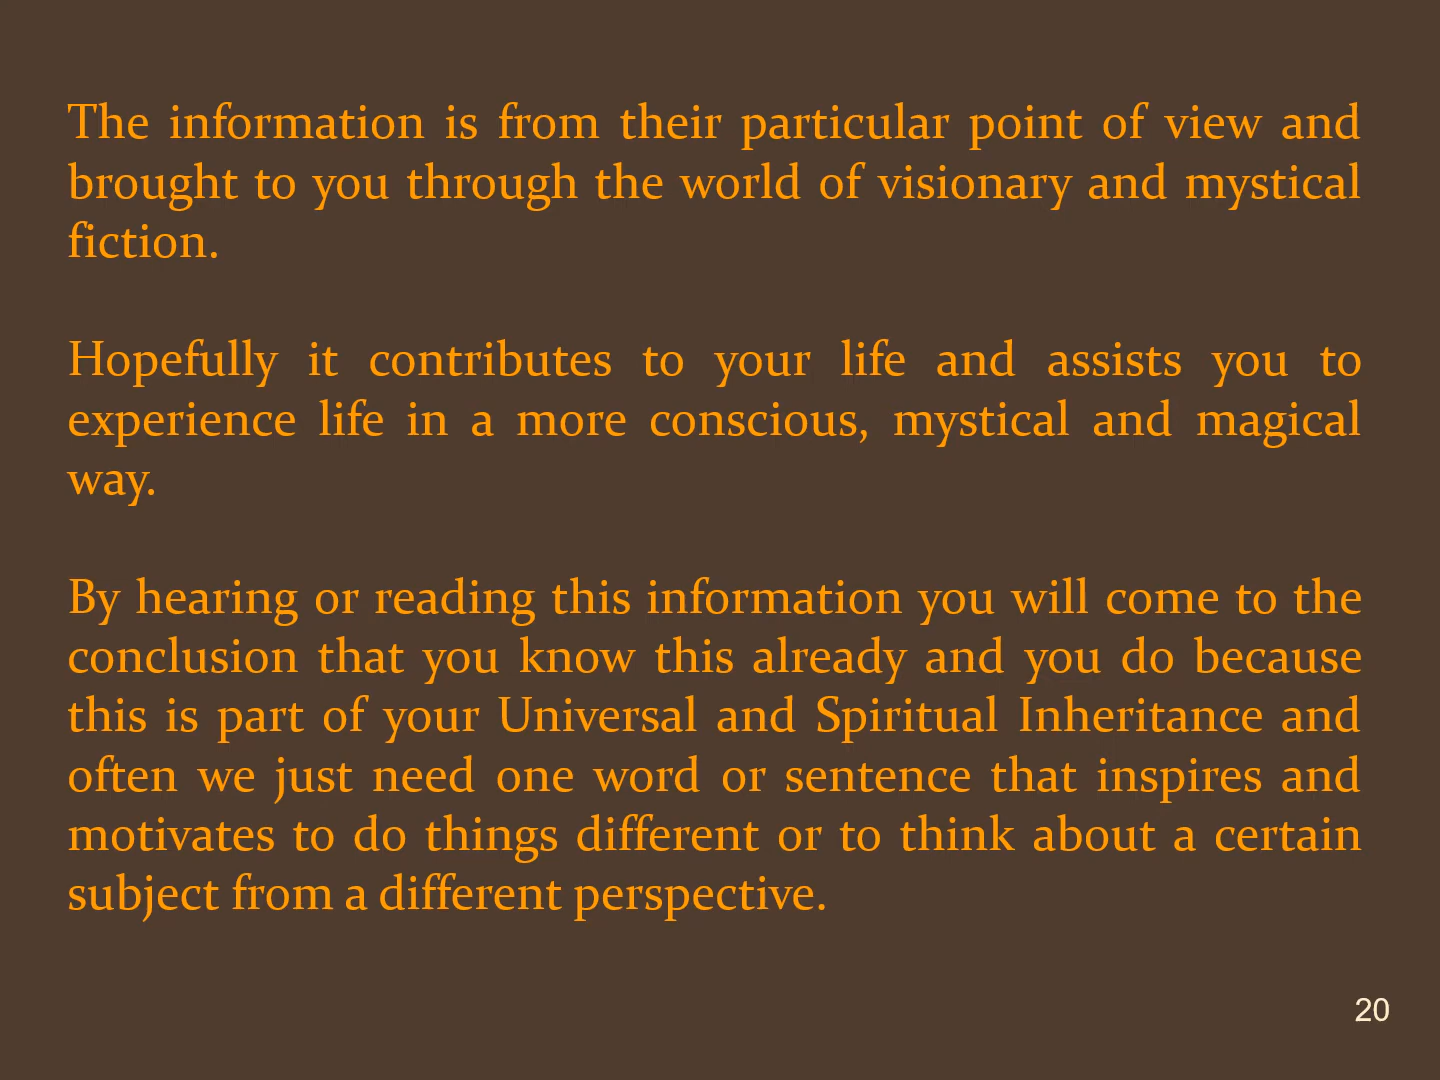 The information is from their particular point of view and
brought to you through the world of visionary and mystical
fiction.
Hopefully it contributes to your life and assists you to
experience life in a more conscious, mystical and magical
way.
By hearing or reading this information you will come to the
conclusion that you know this already and you do because
this is part of your Universal and Spiritual Inheritance and
often we just need one word or sentence that inspires and
motivates to do things different or to think about a certain
subject from a different perspective.
20